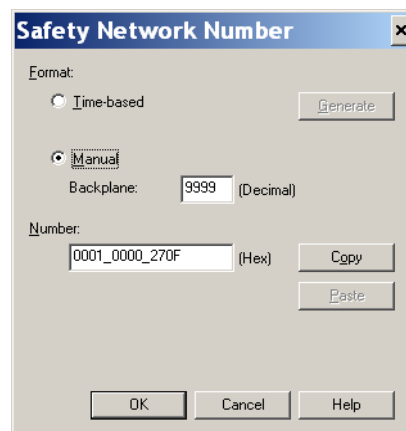 Safety Network Number
Format:
Time-based
Generate
Manual
Backplane: 9999 (Decimal)
Number:
0001_0000_270F (Hex) Copy
Paste
OK Cancel Help